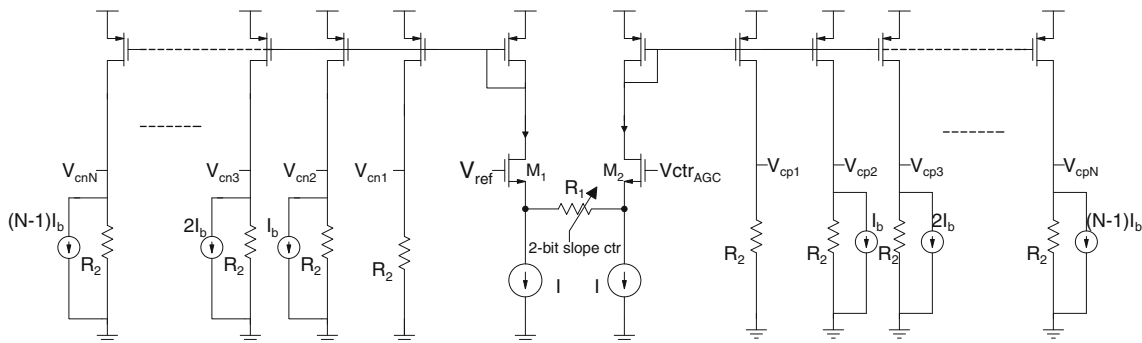 V_cnN
V_cn3
V_cn2
V_cn1
V_ref
M_1
M_2
Vctr_AGC
V_cp1
V_cp2
V_cp3
V_cpN
R_1
(N-1)I_b
R_2
2I_b
R_2
I_b
R_2
R_2
2-bit slope ctr
I
I
R_2
R_2
I_b
R_2
2I_b
R_2
(N-1)I_b